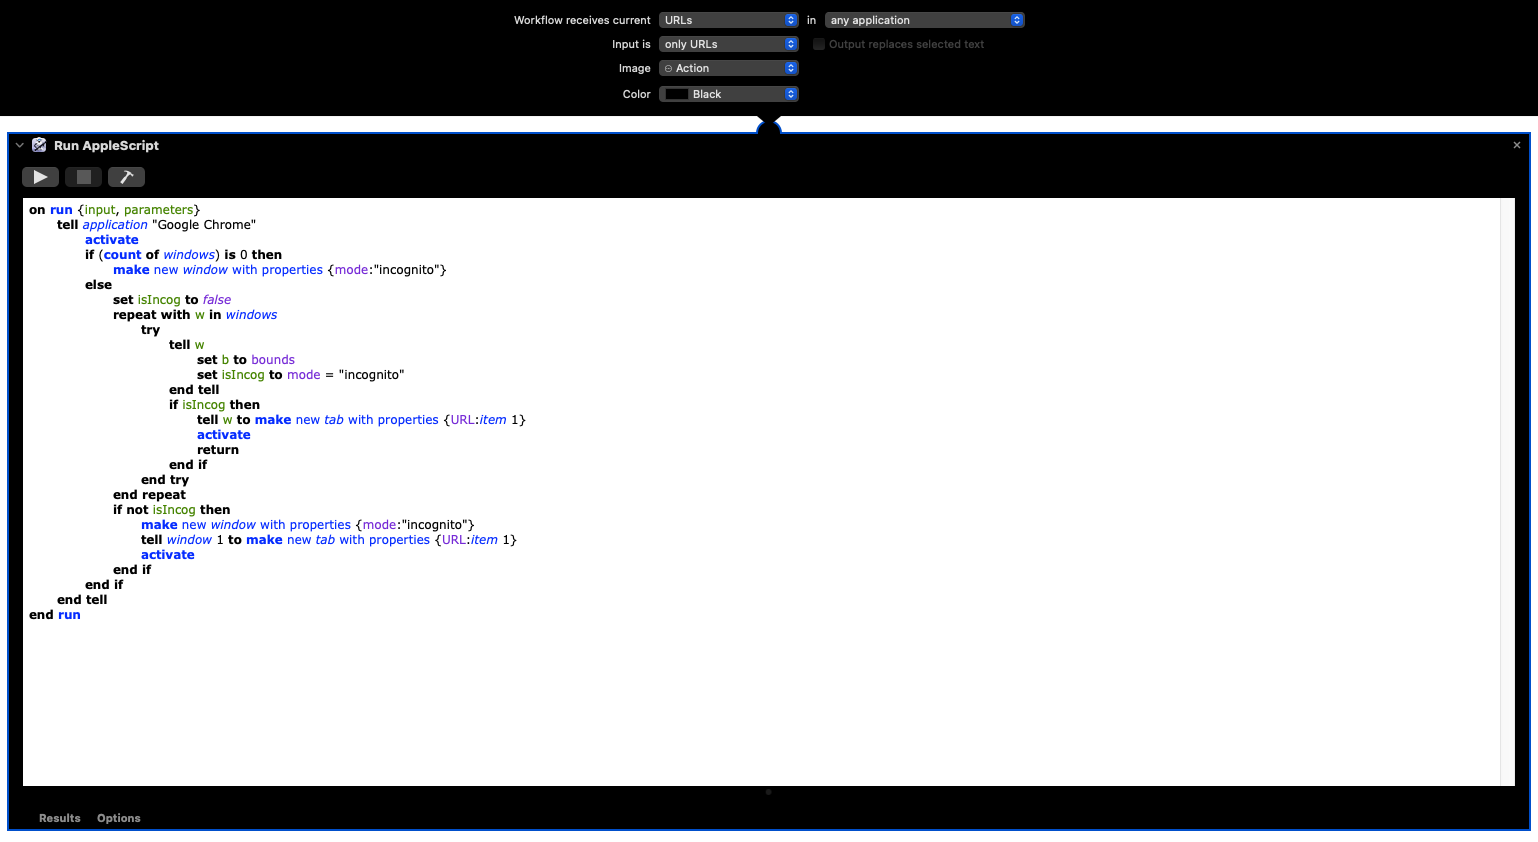 Workflow receives current URLs in any application
Input is only URLs Output replaces selected text
Image Action
Color Black
Run AppleScript
on run {input, parameters}
tell application "Google Chrome"
activate
if (count of windows) is 0 then
make new window with properties {mode:"incognito"}
else
set isIncog to false
repeat with w in windows
try
tell w
set b to bounds
set isIncog to mode = "incognito"
end tell
if isIncog then
tell w to make new tab with properties {URL:item 1}
activate
return
end if
end try
end repeat
if not isIncog then
make new window with properties {mode:"incognito"}
tell window 1 to make new tab with properties {URL:item 1}
activate
end if
end if
end tell
end run
Results Options